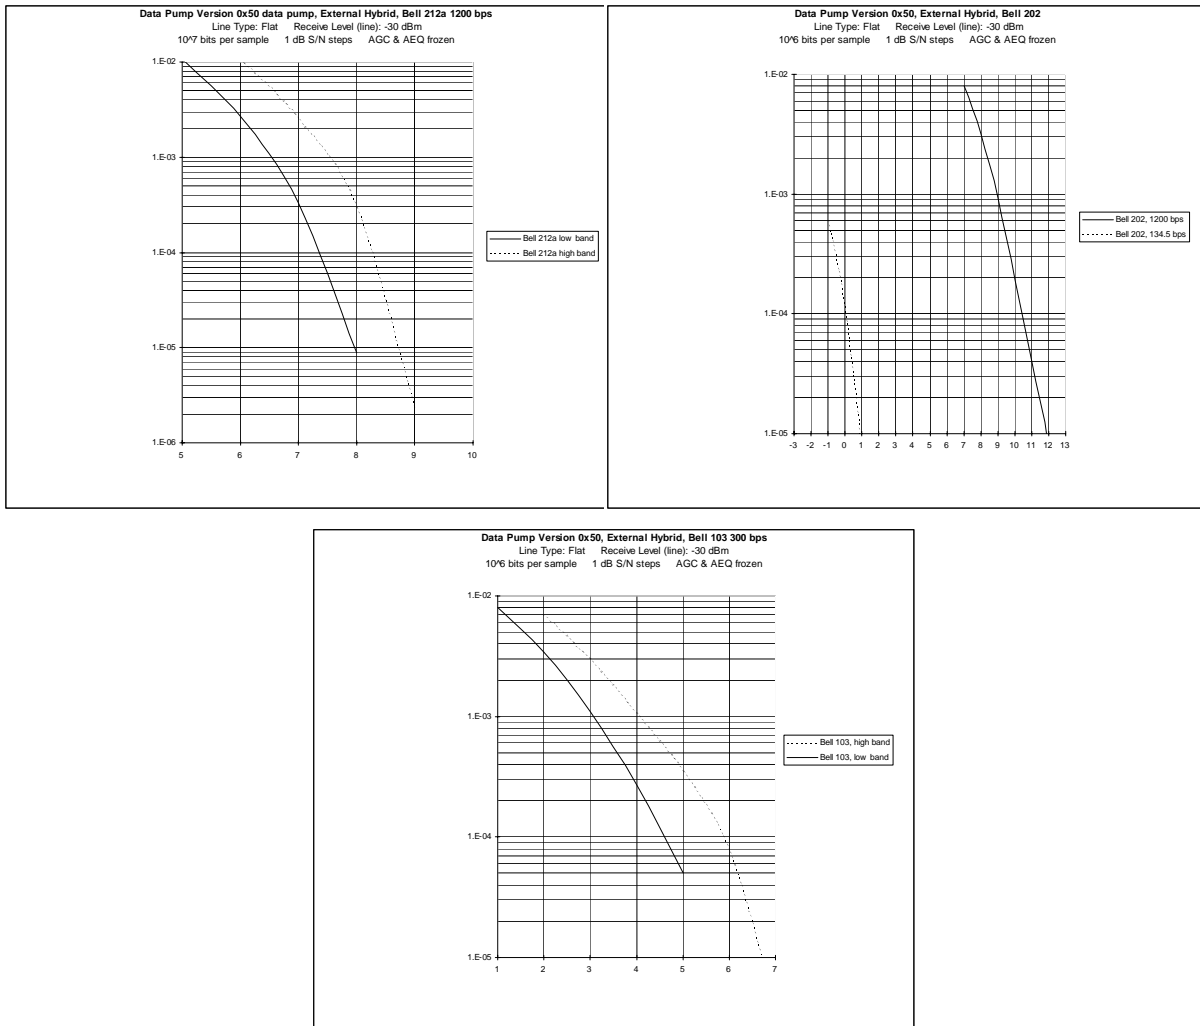 Data Pump Version 0x50 data pump, External Hybrid, Bell 212a 1200 bps
Line Type: Flat Receive Level (line): -30 dBm
10^7 bits per sample 1 dB S/N steps AGC & AEQ frozen
1.E-02
1.E-03
1.E-04
1.E-05
1.E-06
5 6 7 8 9 10
Bell 212a low band
Bell 212a high band
Data Pump Version 0x50, External Hybrid, Bell 202
Line Type: Flat Receive Level (line): -30 dBm
10^6 bits per sample 1 dB S/N steps AGC & AEQ frozen
1.E-02
1.E-03
1.E-04
1.E-05
-3 -2 -1 0 1 2 3 4 5 6 7 8 9 10 11 12 13
Bell 202, 1200 bps
Bell 202, 134.5 bps
Data Pump Version 0x50, External Hybrid, Bell 103 300 bps
Line Type: Flat Receive Level (line): -30 dBm
10^6 bits per sample 1 dB S/N steps AGC & AEQ frozen
1.E-02
1.E-03
1.E-04
1.E-05
1 2 3 4 5 6 7
Bell 103, high band
Bell 103, low band